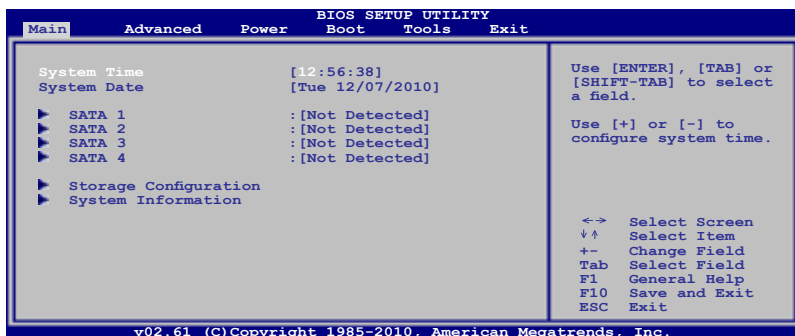 BIOS SETUP UTILITY
Main Advanced Power Boot Tools Exit
System Time [12:56:38]
System Date [Tue 12/07/2010]
SATA 1 :[Not Detected]
SATA 2 :[Not Detected]
SATA 3 :[Not Detected]
SATA 4 :[Not Detected]
Storage Configuration
System Information
Use [ENTER], [TAB] or
[SHIFT-TAB] to select
a field.
Use [+] or [-] to
configure system time.
←→ Select Screen
↓↑ Select Item
+- Change Field
Tab Select Field
F1 General Help
F10 Save and Exit
ESC Exit
v02.61 (C)Copyright 1985-2010, American Megatrends, Inc.